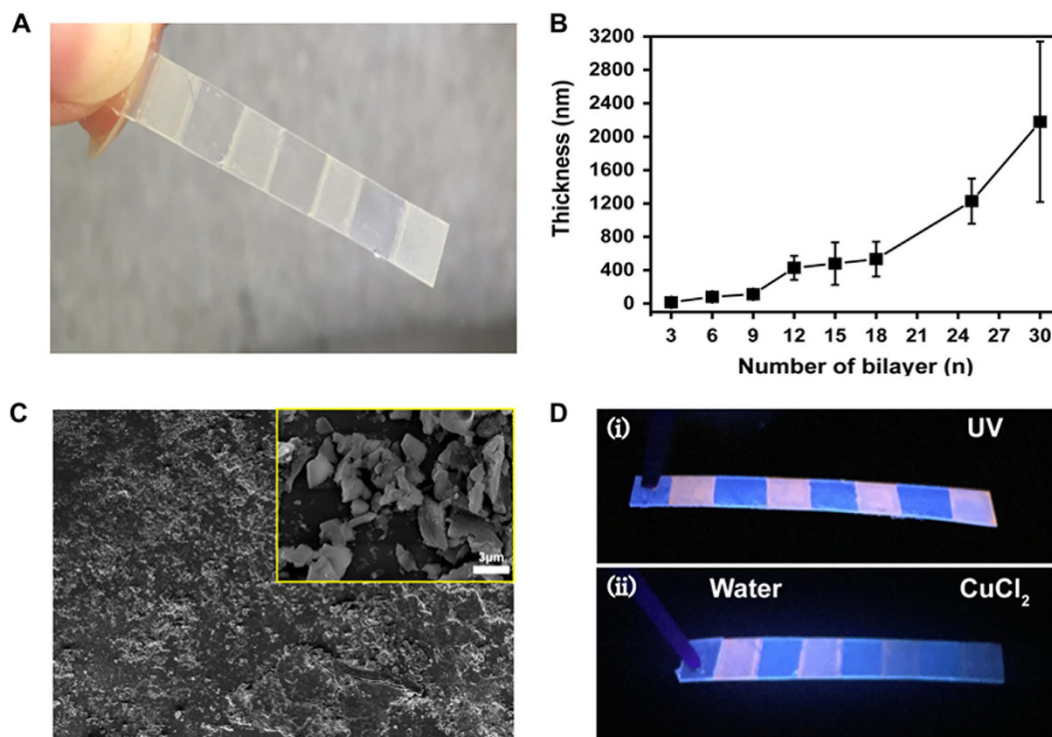 A
B
3200
2800
2400
2000
1600
1200
800
400
0
Thickness (nm)
3 6 9 12 15 18 21 24 27 30
Number of bilayer (n)
C
3μm
D
(i)
UV
(ii)
Water
CuCl₂